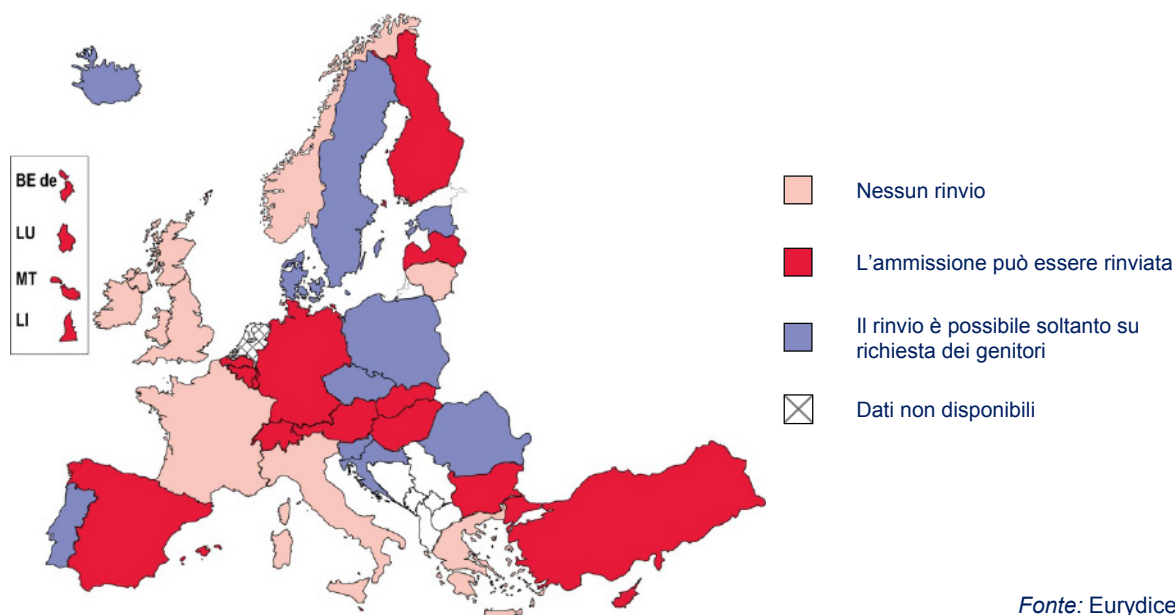 BE de
LU
MT
LI
Nessun rinvio
L'ammissione può essere rinviata
Il rinvio è possibile soltanto su
richiesta dei genitori
Dati non disponibili
Fonte: Eurydice